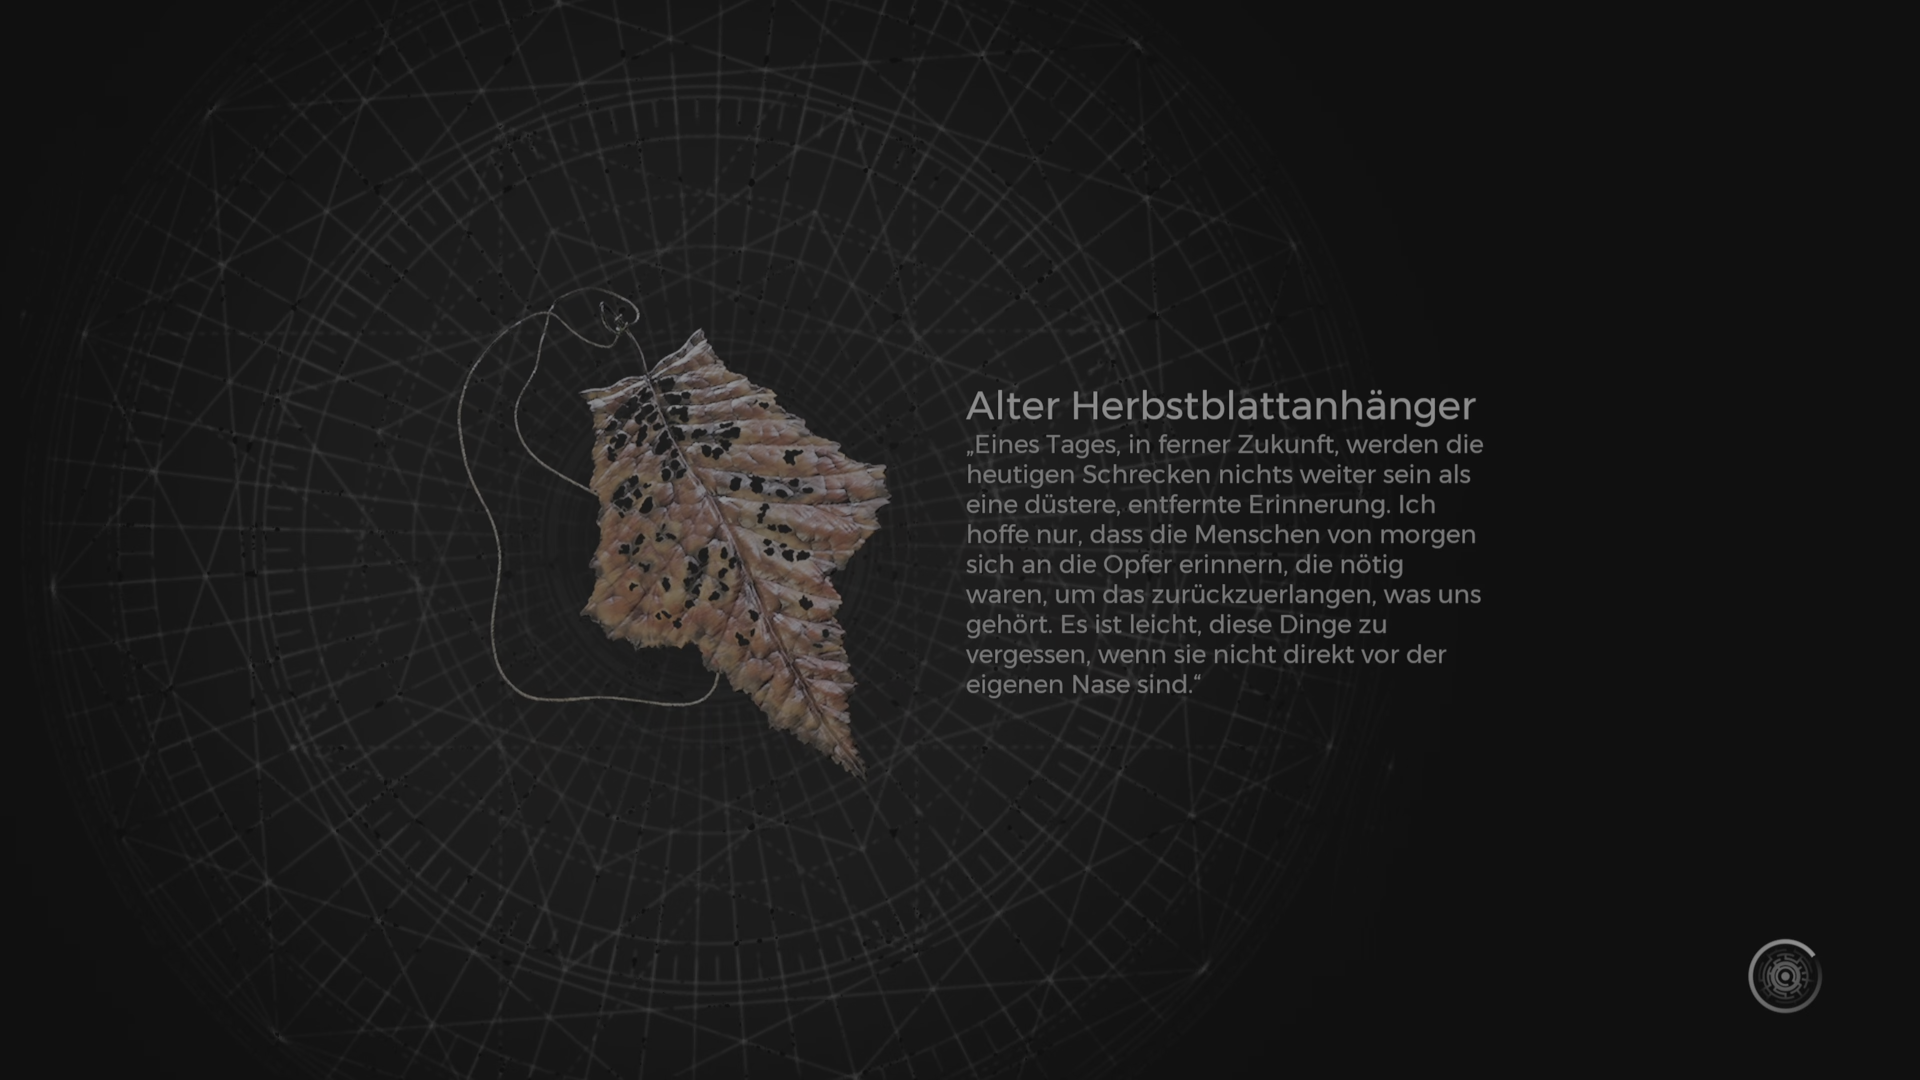 Alter Herbstblattanhänger
„Eines Tages, in ferner Zukunft, werden die
heutigen Schrecken nichts weiter sein als
eine düstere, entfernte Erinnerung. Ich
hoffe nur, dass die Menschen von morgen
sich an die Opfer erinnern, die nötig
waren, um das zurückzuerlangen, was uns
gehört. Es ist leicht, diese Dinge zu
vergessen, wenn sie nicht direkt vor der
eigenen Nase sind.“